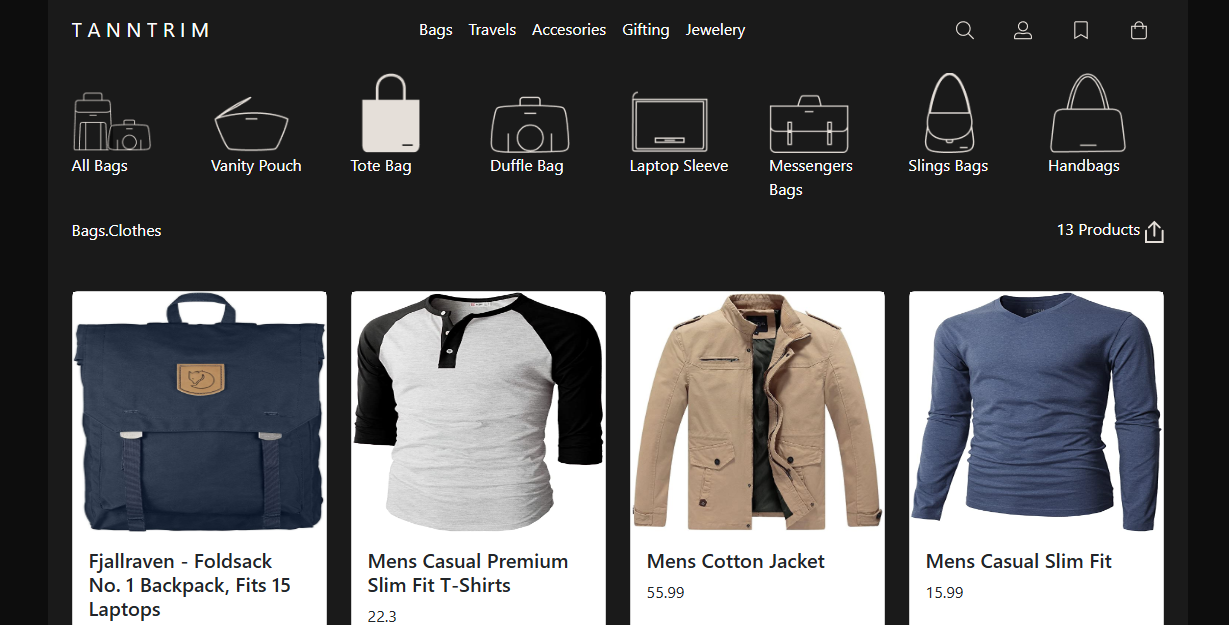 TANNTRIM
Bags Travels Accesories Gifting Jewelery
All Bags
Vanity Pouch
Tote Bag
Duffle Bag
Laptop Sleeve
Messengers
Bags
Slings Bags
Handbags
Bags.Clothes
13 Products
Fjallraven - Foldsack
No. 1 Backpack, Fits 15
Laptops
Mens Casual Premium
Slim Fit T-Shirts
22.3
Mens Cotton Jacket
55.99
Mens Casual Slim Fit
15.99